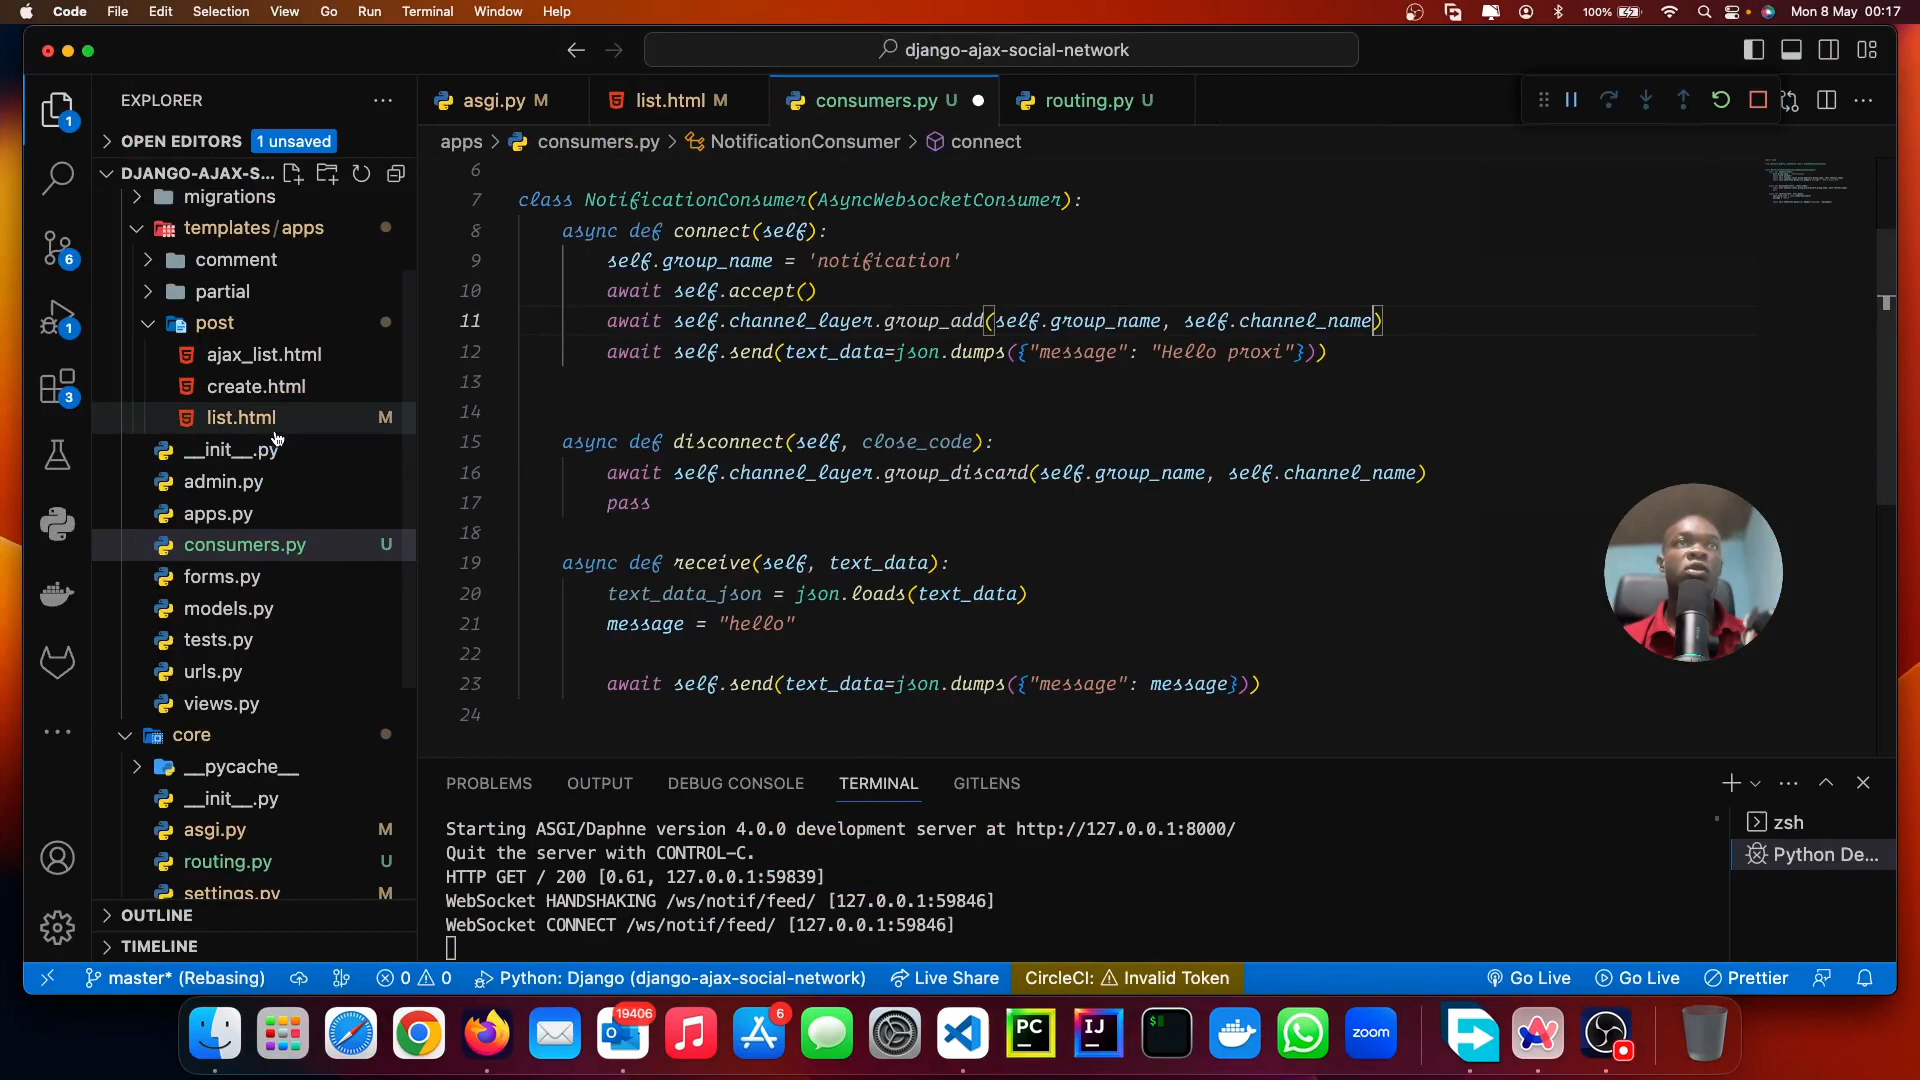 Code File Edit Selection View Go Run Terminal Window Help 100% Mon 8 May 00:17
django-ajax-social-network
EXPLORER
OPEN EDITORS 1 unsaved
DJANGO-AJAX-S...
migrations
templates/apps
comment
partial
post
ajax_list.html
create.html
list.html M
__init__.py
admin.py
apps.py
consumers.py U
forms.py
models.py
tests.py
urls.py
views.py
core
__pycache__
__init__.py
asgi.py M
routing.py U
settings.py M
OUTLINE
TIMELINE
1
6
1
3
asgi.py M list.html M consumers.py U routing.py U
apps > consumers.py > NotificationConsumer > connect
6
7 class NotificationConsumer(AsyncWebsocketConsumer):
8 async def connect(self):
9 self.group_name = 'notification'
10 await self.accept()
11 await self.channel_layer.group_add(self.group_name, self.channel_name)
12 await self.send(text_data=json.dumps({"message": "Hello proxi"}))
13
14
15 async def disconnect(self, close_code):
16 await self.channel_layer.group_discard(self.group_name, self.channel_name)
17 pass
18
19 async def receive(self, text_data):
20 text_data_json = json.loads(text_data)
21 message = "hello"
22
23 await self.send(text_data=json.dumps({"message": message}))
24
PROBLEMS OUTPUT DEBUG CONSOLE TERMINAL GITLENS
Starting ASGI/Daphne version 4.0.0 development server at http://127.0.0.1:8000/
Quit the server with CONTROL-C.
HTTP GET / 200 [0.61, 127.0.0.1:59839]
WebSocket HANDSHAKING /ws/notif/feed/ [127.0.0.1:59846]
WebSocket CONNECT /ws/notif/feed/ [127.0.0.1:59846]
zsh
Python De...
master* (Rebasing) 0 0 Python: Django (django-ajax-social-network) Live Share CircleCI: Invalid Token Go Live Go Live Prettier
19406
6
PC
IJ
zoom